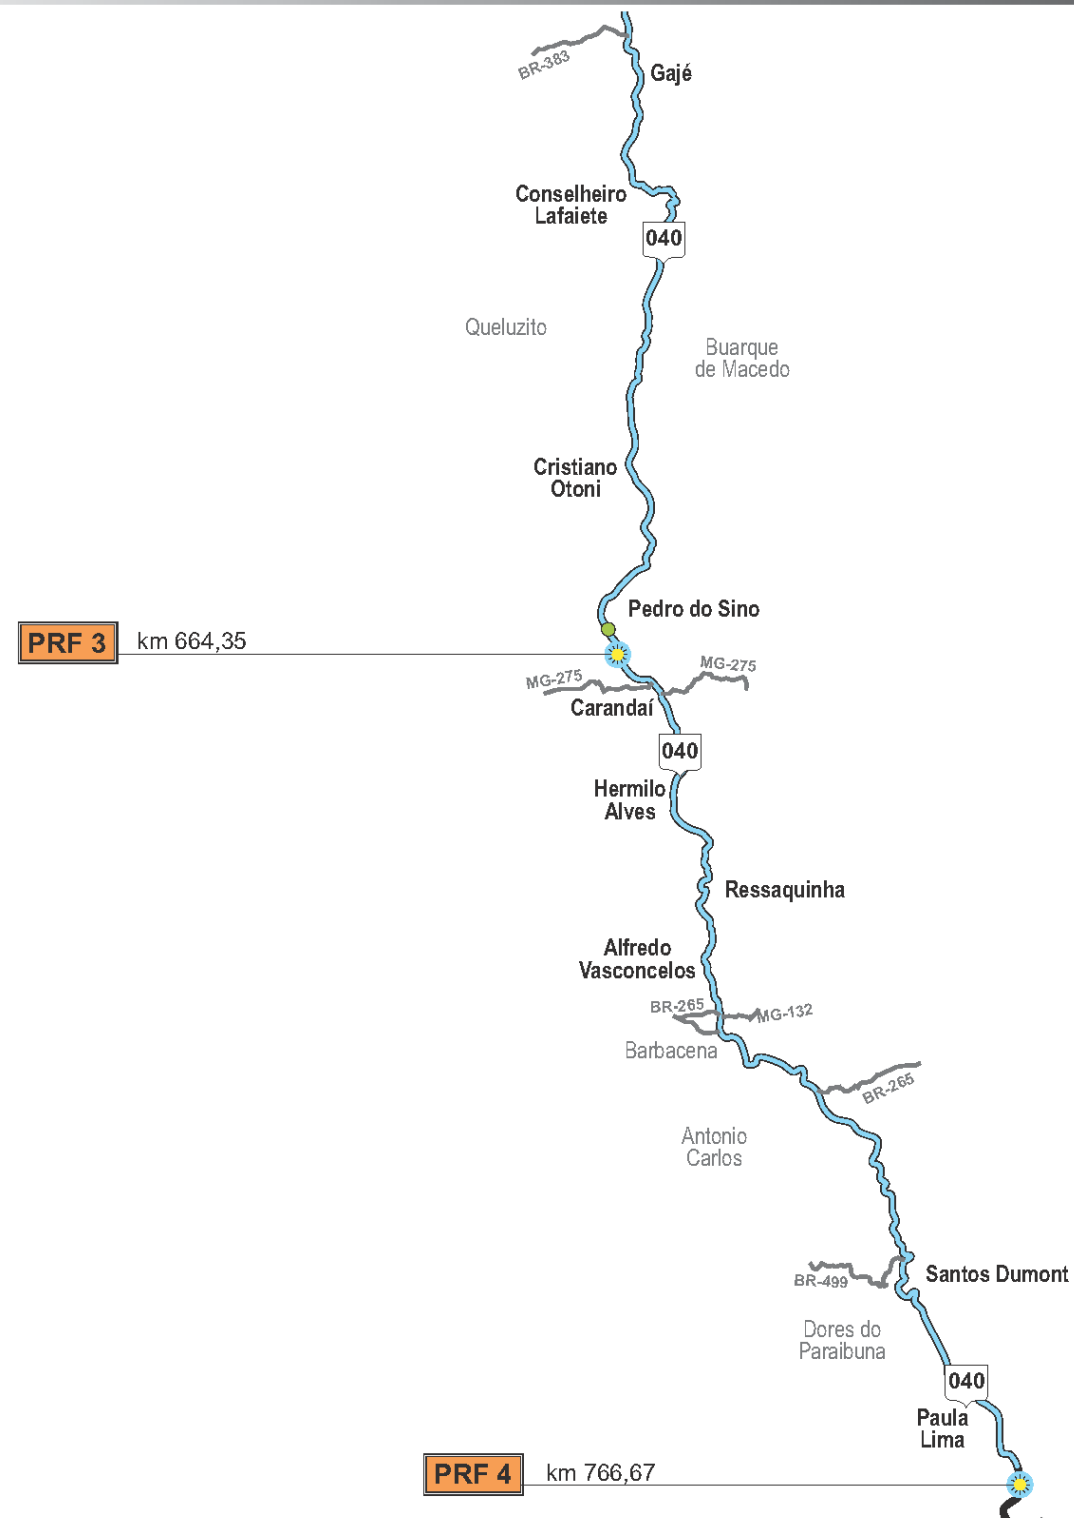 BR-383
Gajé
Conselheiro
Lafaiete
040
Queluzito
Buarque
de Macedo
Cristiano
Otoni
Pedro do Sino
PRF 3
km 664,35
MG-275
MG-275
Carandaí
040
Hermilo
Alves
Ressaquinha
Alfredo
Vasconcelos
BR-265
MG-132
Barbacena
BR-265
Antonio
Carlos
Santos Dumont
BR-499
Dores do
Paraibuna
040
Paula
Lima
PRF 4
km 766,67